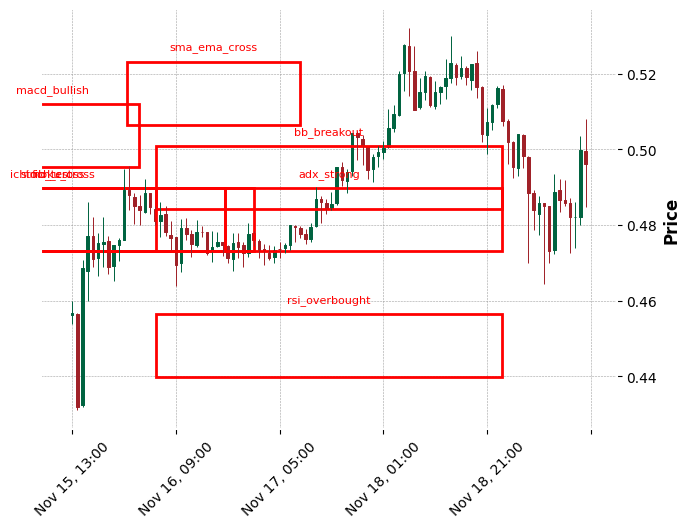 sma_ema_cross
macd_bullish
bb_breakout
adx_strong
rsi_overbought
0.52
0.50
0.48
0.46
0.44
Price
Nov 15, 13:00
Nov 16, 09:00
Nov 17, 05:00
Nov 18, 01:00
Nov 18, 21:00